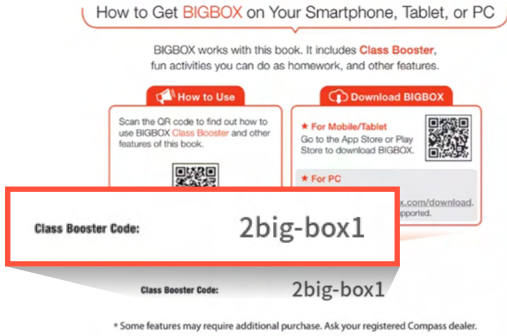 How to Get BIGBOX on Your Smartphone, Tablet, or PC
BIGBOX works with this book. It includes Class Booster,
fun activities you can do as homework, and other features.
How to Use
Scan the QR code to find out how to
use BIGBOX Class Booster and other
features of this book.
Download BIGBOX
★ For Mobile/Tablet
Go to the App Store or Play
Store to download BIGBOX.
★ For PC
x.com/download.
pported.
Class Booster Code: 2big-box1
Class Booster Code: 2big-box1
* Some features may require additional purchase. Ask your registered Compass dealer.